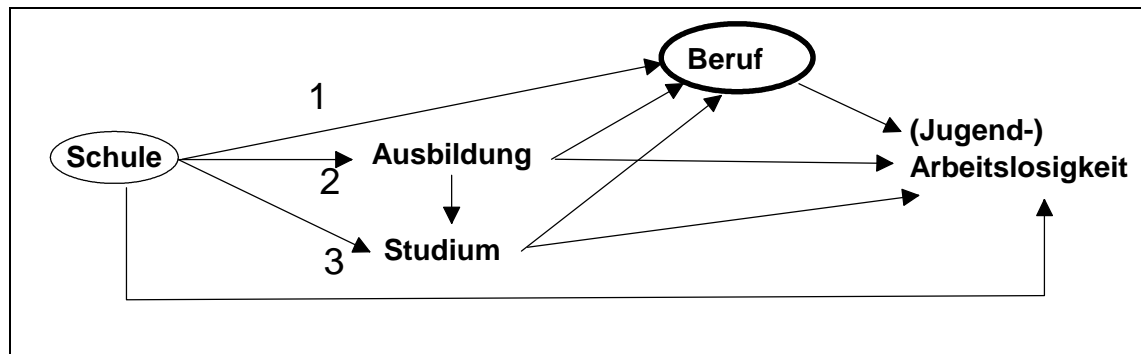 Beruf
1
(Jugend-)
Schule
Ausbildung
Arbeitslosigkeit
2
Studium
3